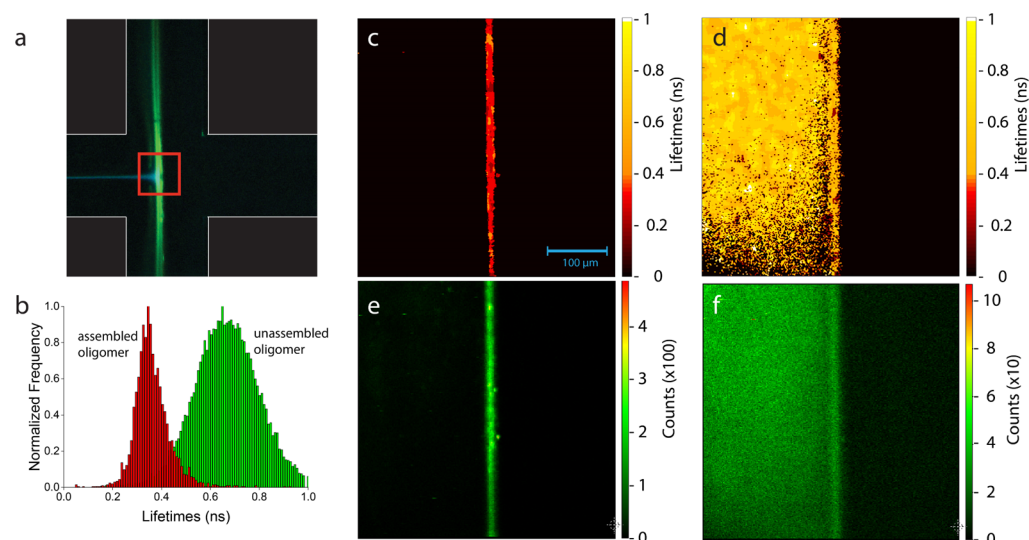 a
b
Normalized Frequency
1.0
0.8
0.6
0.4
0.2
0.0
assembled
oligomer
unassembled
oligomer
0.0 0.2 0.4 0.6 0.8 1.0
Lifetimes (ns)
c
100 µm
- 1
- 0.8
- 0.6
- 0.4
- 0.2
0
Lifetimes (ns)
d
- 1
- 0.8
- 0.6
- 0.4
- 0.2
- 0
Lifetimes (ns)
e
- 4
- 3
- 2
- 1
0
Counts (x100)
f
- 10
- 8
- 6
- 4
- 2
0
Counts (x10)